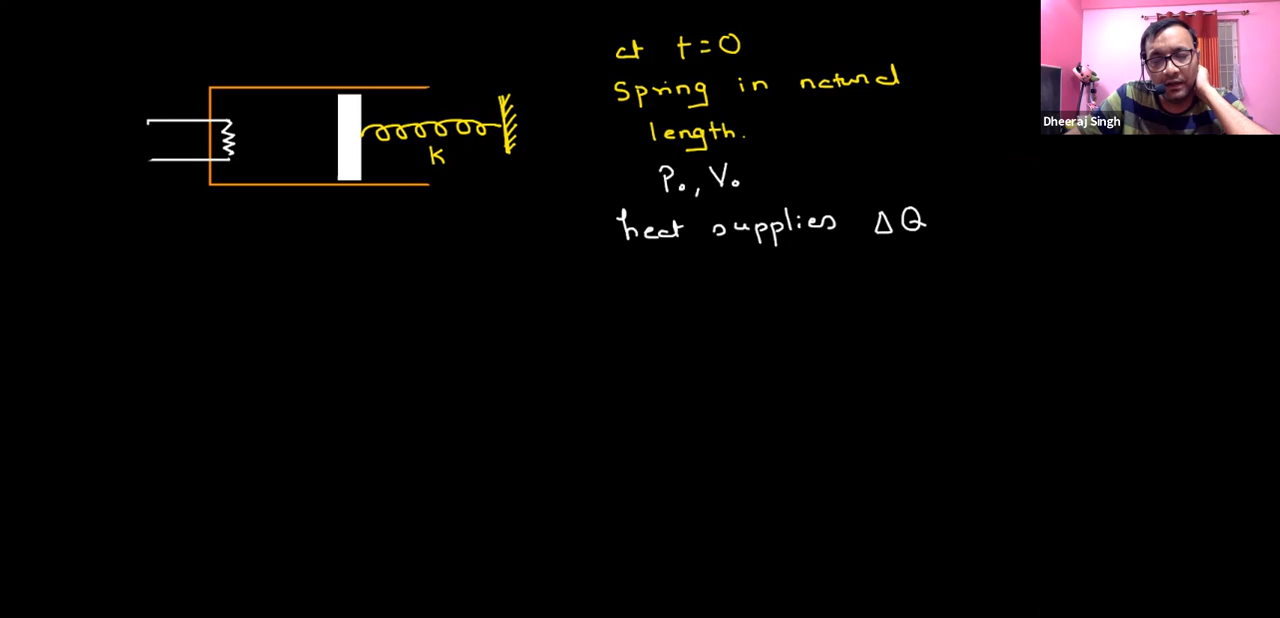 at t=0
Spring in natural
length.
P₀, V₀
heat supplies ΔQ
K
Dheeraj Singh